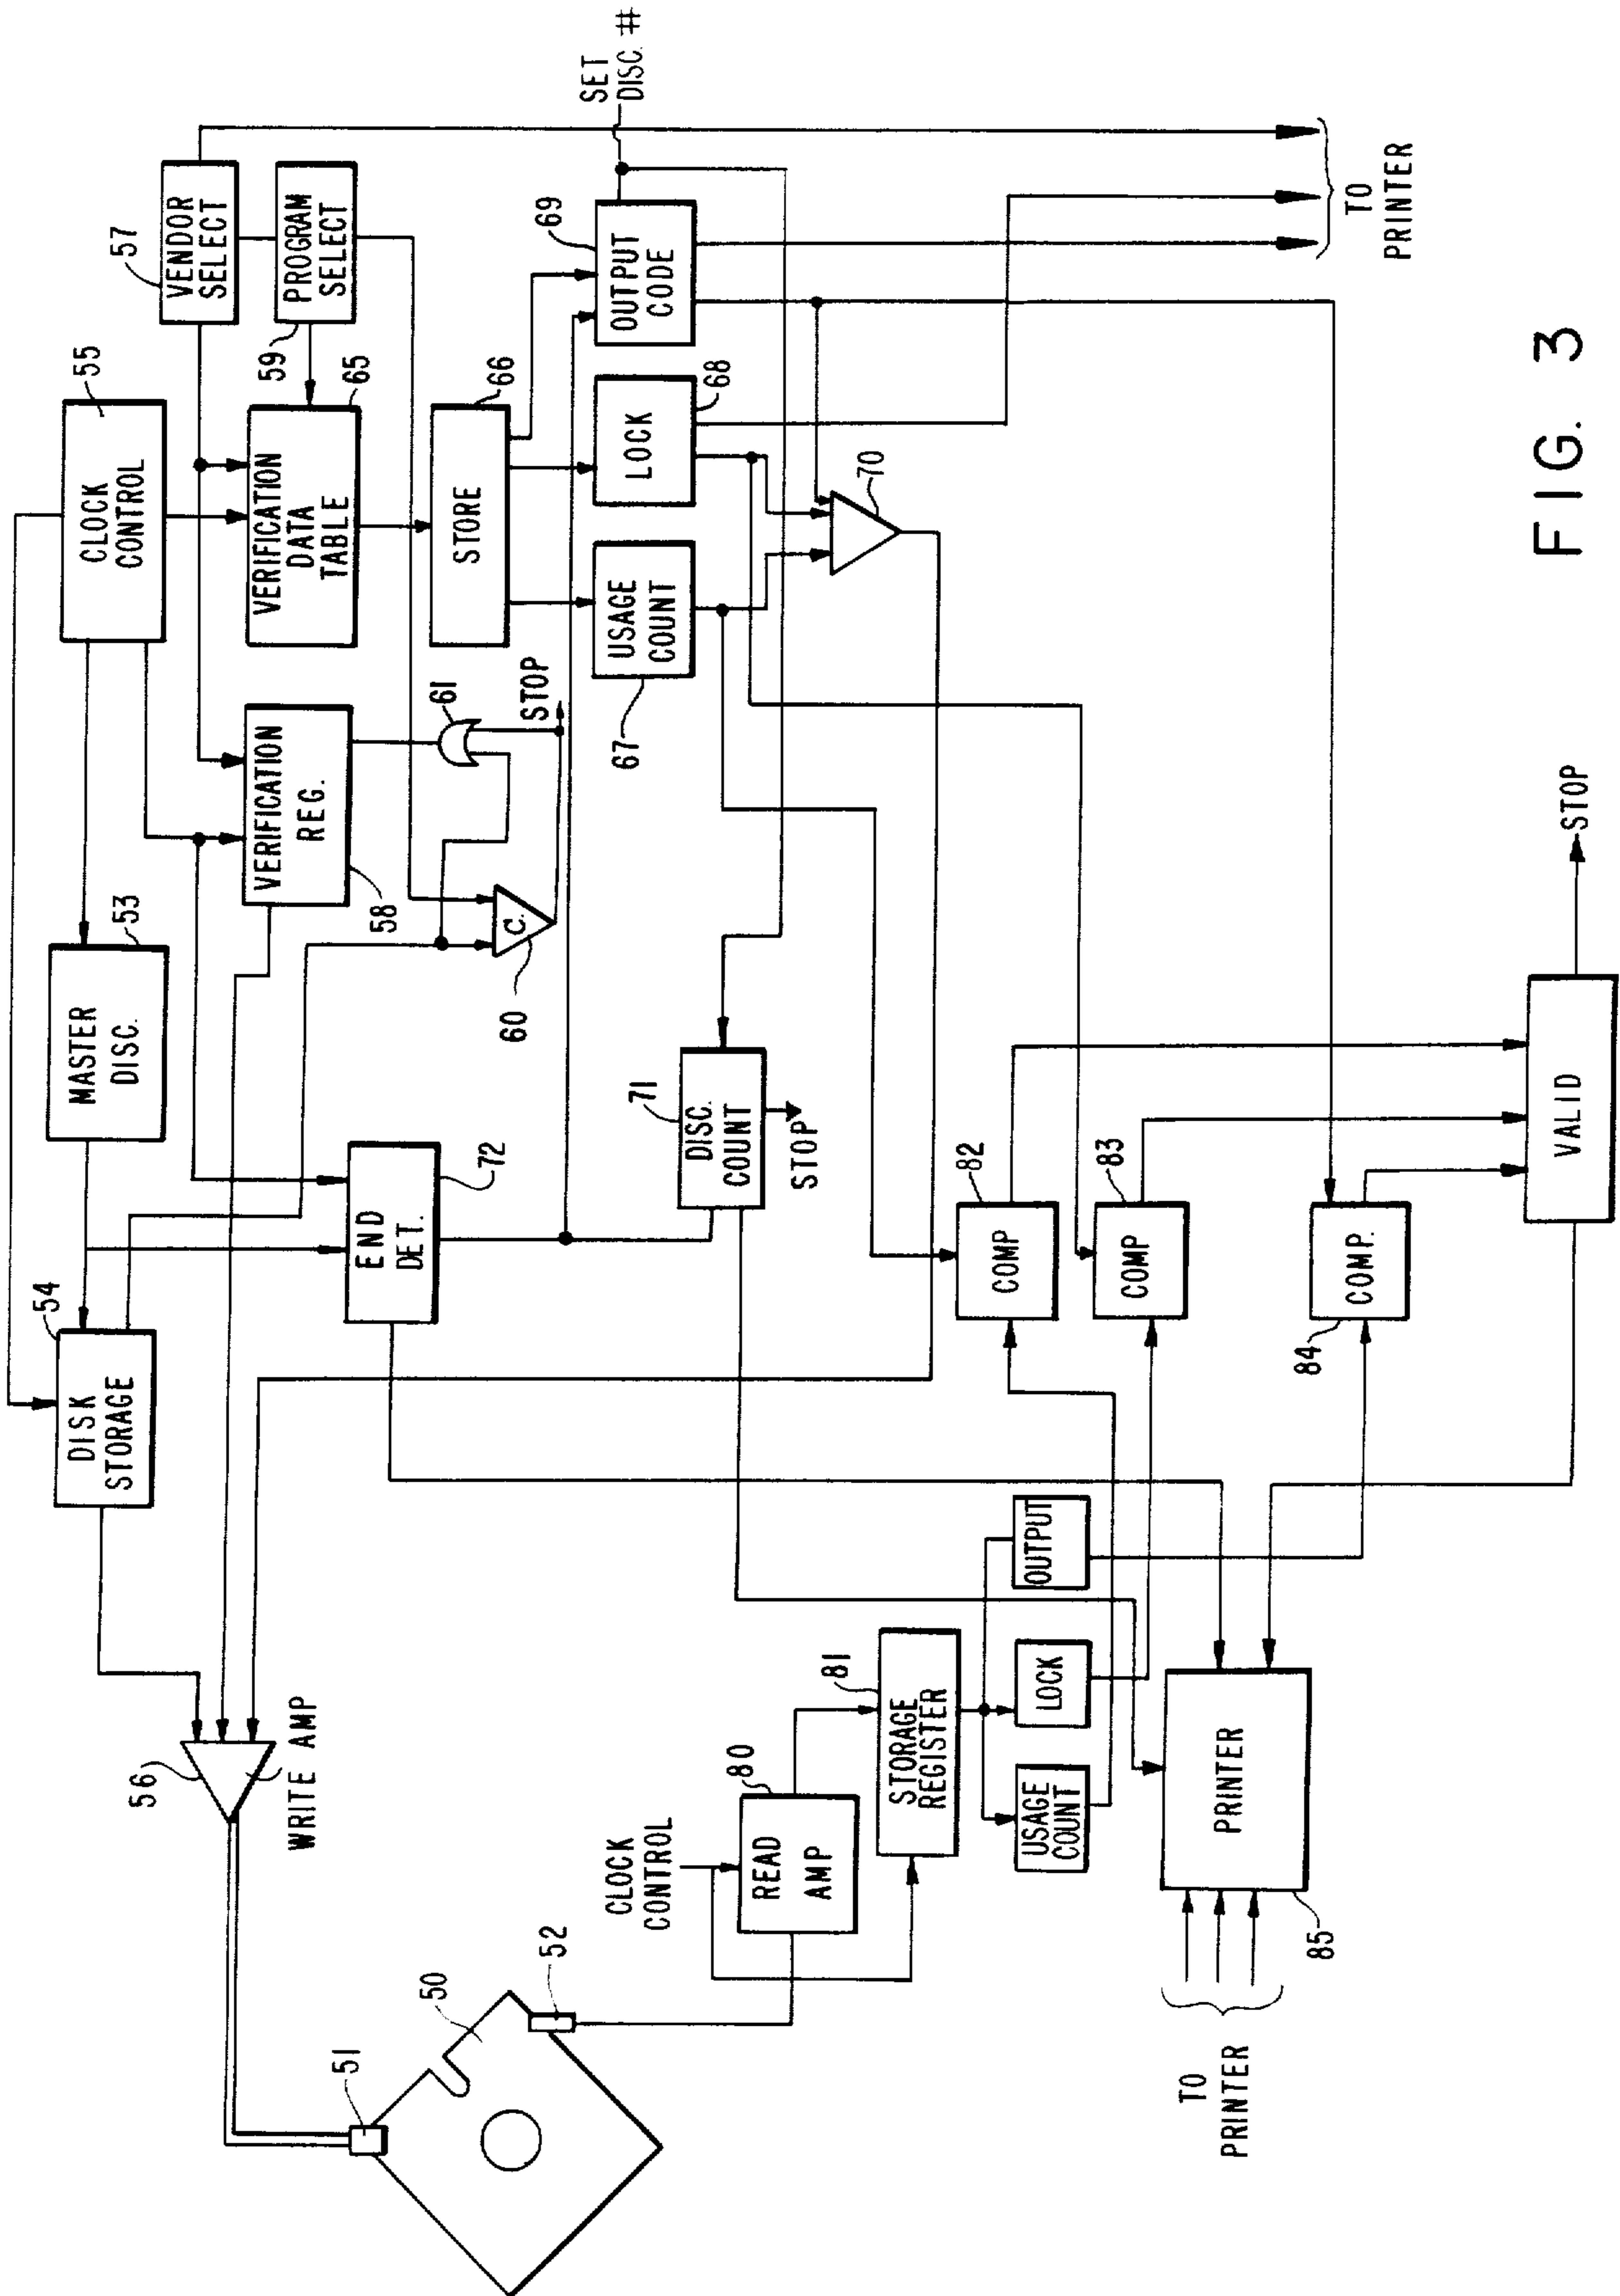 55
CLOCK
CONTROL
57
VENDOR
SELECT
59
PROGRAM
SELECT
53
MASTER
DISC.
54
DISK
STORAGE
VERIFICATION
REG.
58
VERIFICATION
DATA
TABLE
65
61
STOP
C.
60
66
STORE
56
WRITE AMP
END
DET.
72
67
USAGE
COUNT
LOCK
68
69
OUTPUT
CODE
SET
DISC. #
70
71
DISC.
COUNT
STOP
51
50
52
CLOCK
CONTROL
80
READ
AMP
81
STORAGE
REGISTER
USAGE
COUNT
LOCK
OUTPUT
82
COMP
83
COMP
84
COMP.
VALID
STOP
PRINTER
85
TO
PRINTER
TO
PRINTER
FIG. 3